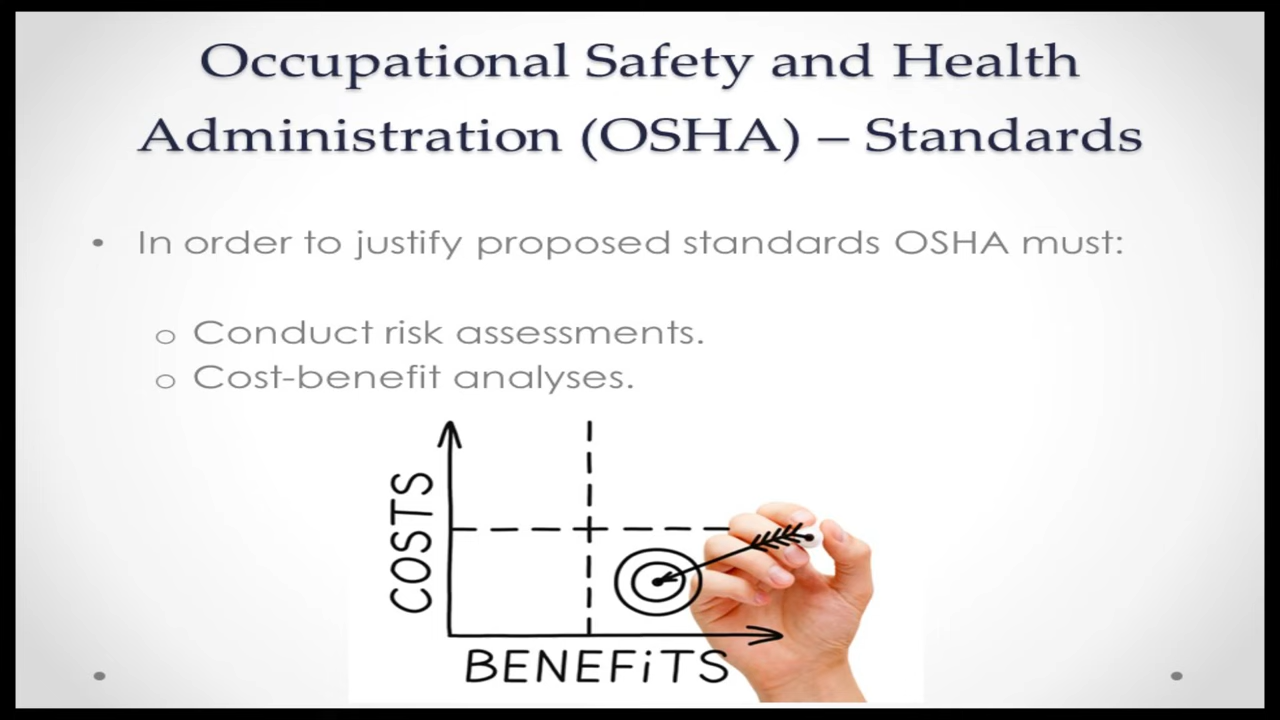 Occupational Safety and Health
Administration (OSHA) – Standards
• In order to justify proposed standards OSHA must:
o Conduct risk assessments.
o Cost-benefit analyses.
COSTS
BENEFiTS